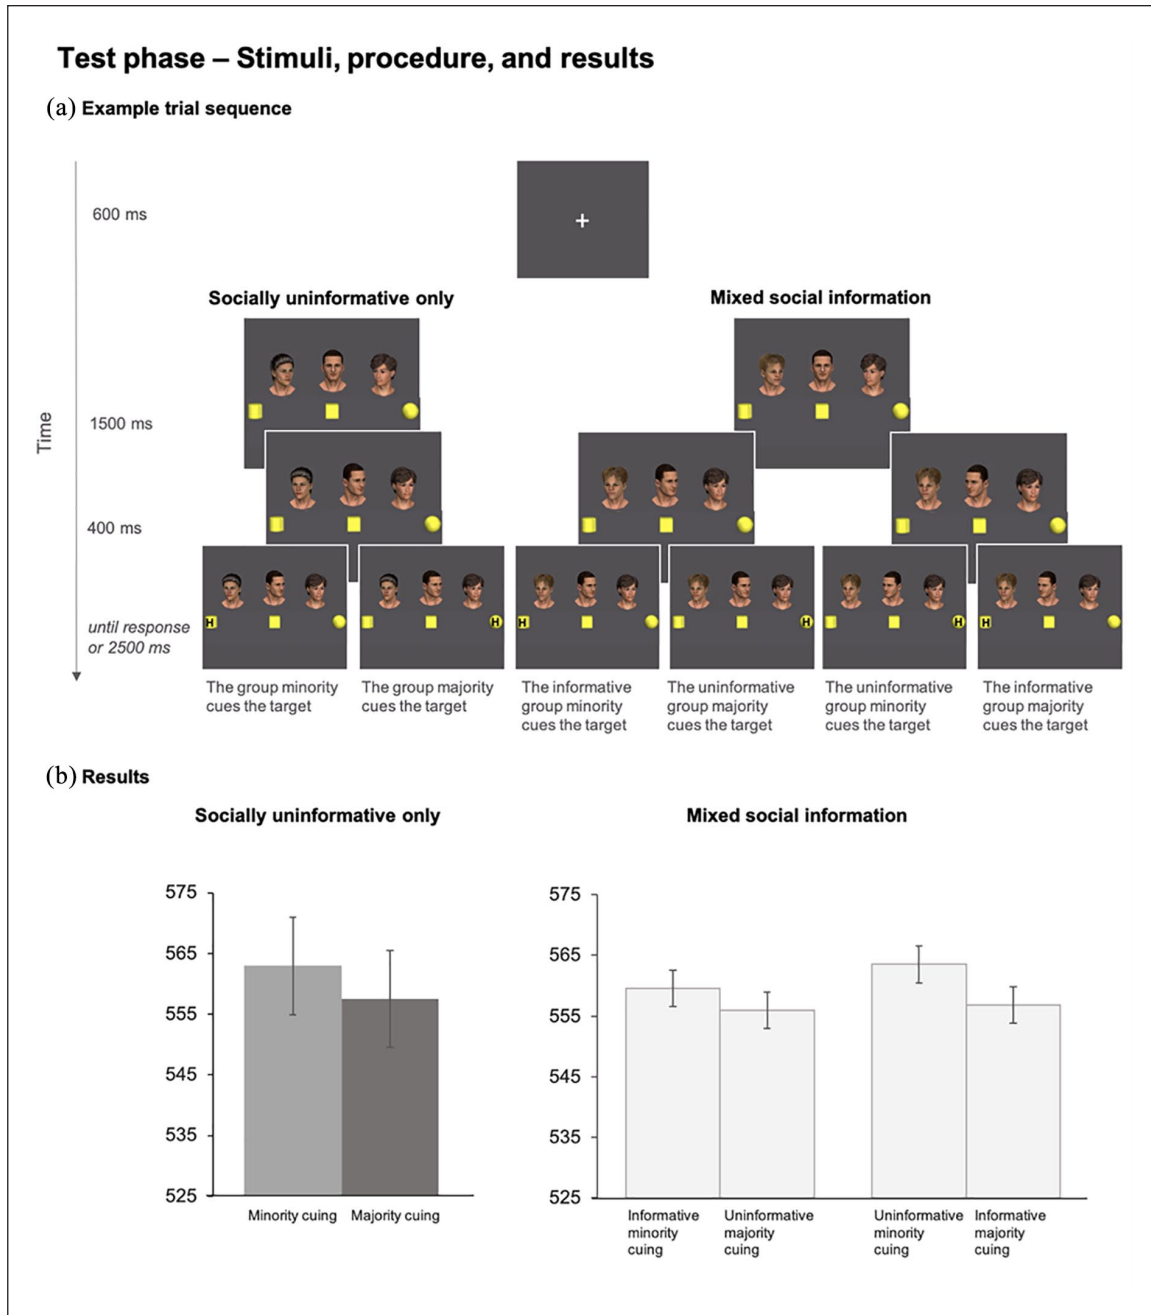 Test phase – Stimuli, procedure, and results
(a) Example trial sequence
600 ms
+
Socially uninformative only
Mixed social information
Time
1500 ms
400 ms
until response
or 2500 ms
H
H
H
H
H
H
The group minority
cues the target
The group majority
cues the target
The informative
group minority
cues the target
The uninformative
group majority
cues the target
The uninformative
group minority
cues the target
The informative
group majority
cues the target
(b) Results
Socially uninformative only
575
565
555
545
535
525
Minority cuing
Majority cuing
Mixed social information
575
565
555
545
535
525
Informative
minority
cuing
Uninformative
majority
cuing
Uninformative
minority
cuing
Informative
majority
cuing